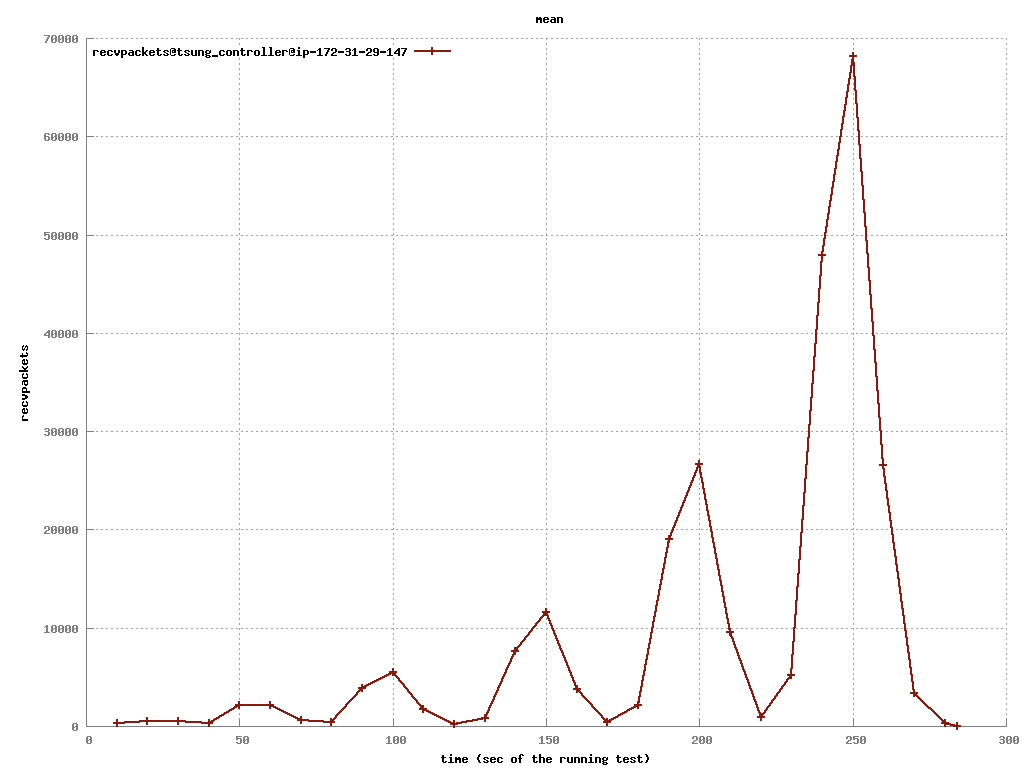 mean
70000
recvpackets@tsung_controller@ip-172-31-29-147
60000
50000
40000
recvpackets
30000
20000
10000
0
0 50 100 150 200 250 300
time (sec of the running test)